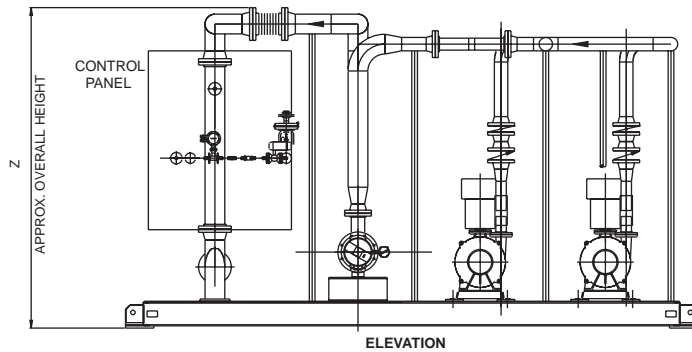 CONTROL
PANEL
Z
APPROX. OVERALL HEIGHT
ELEVATION